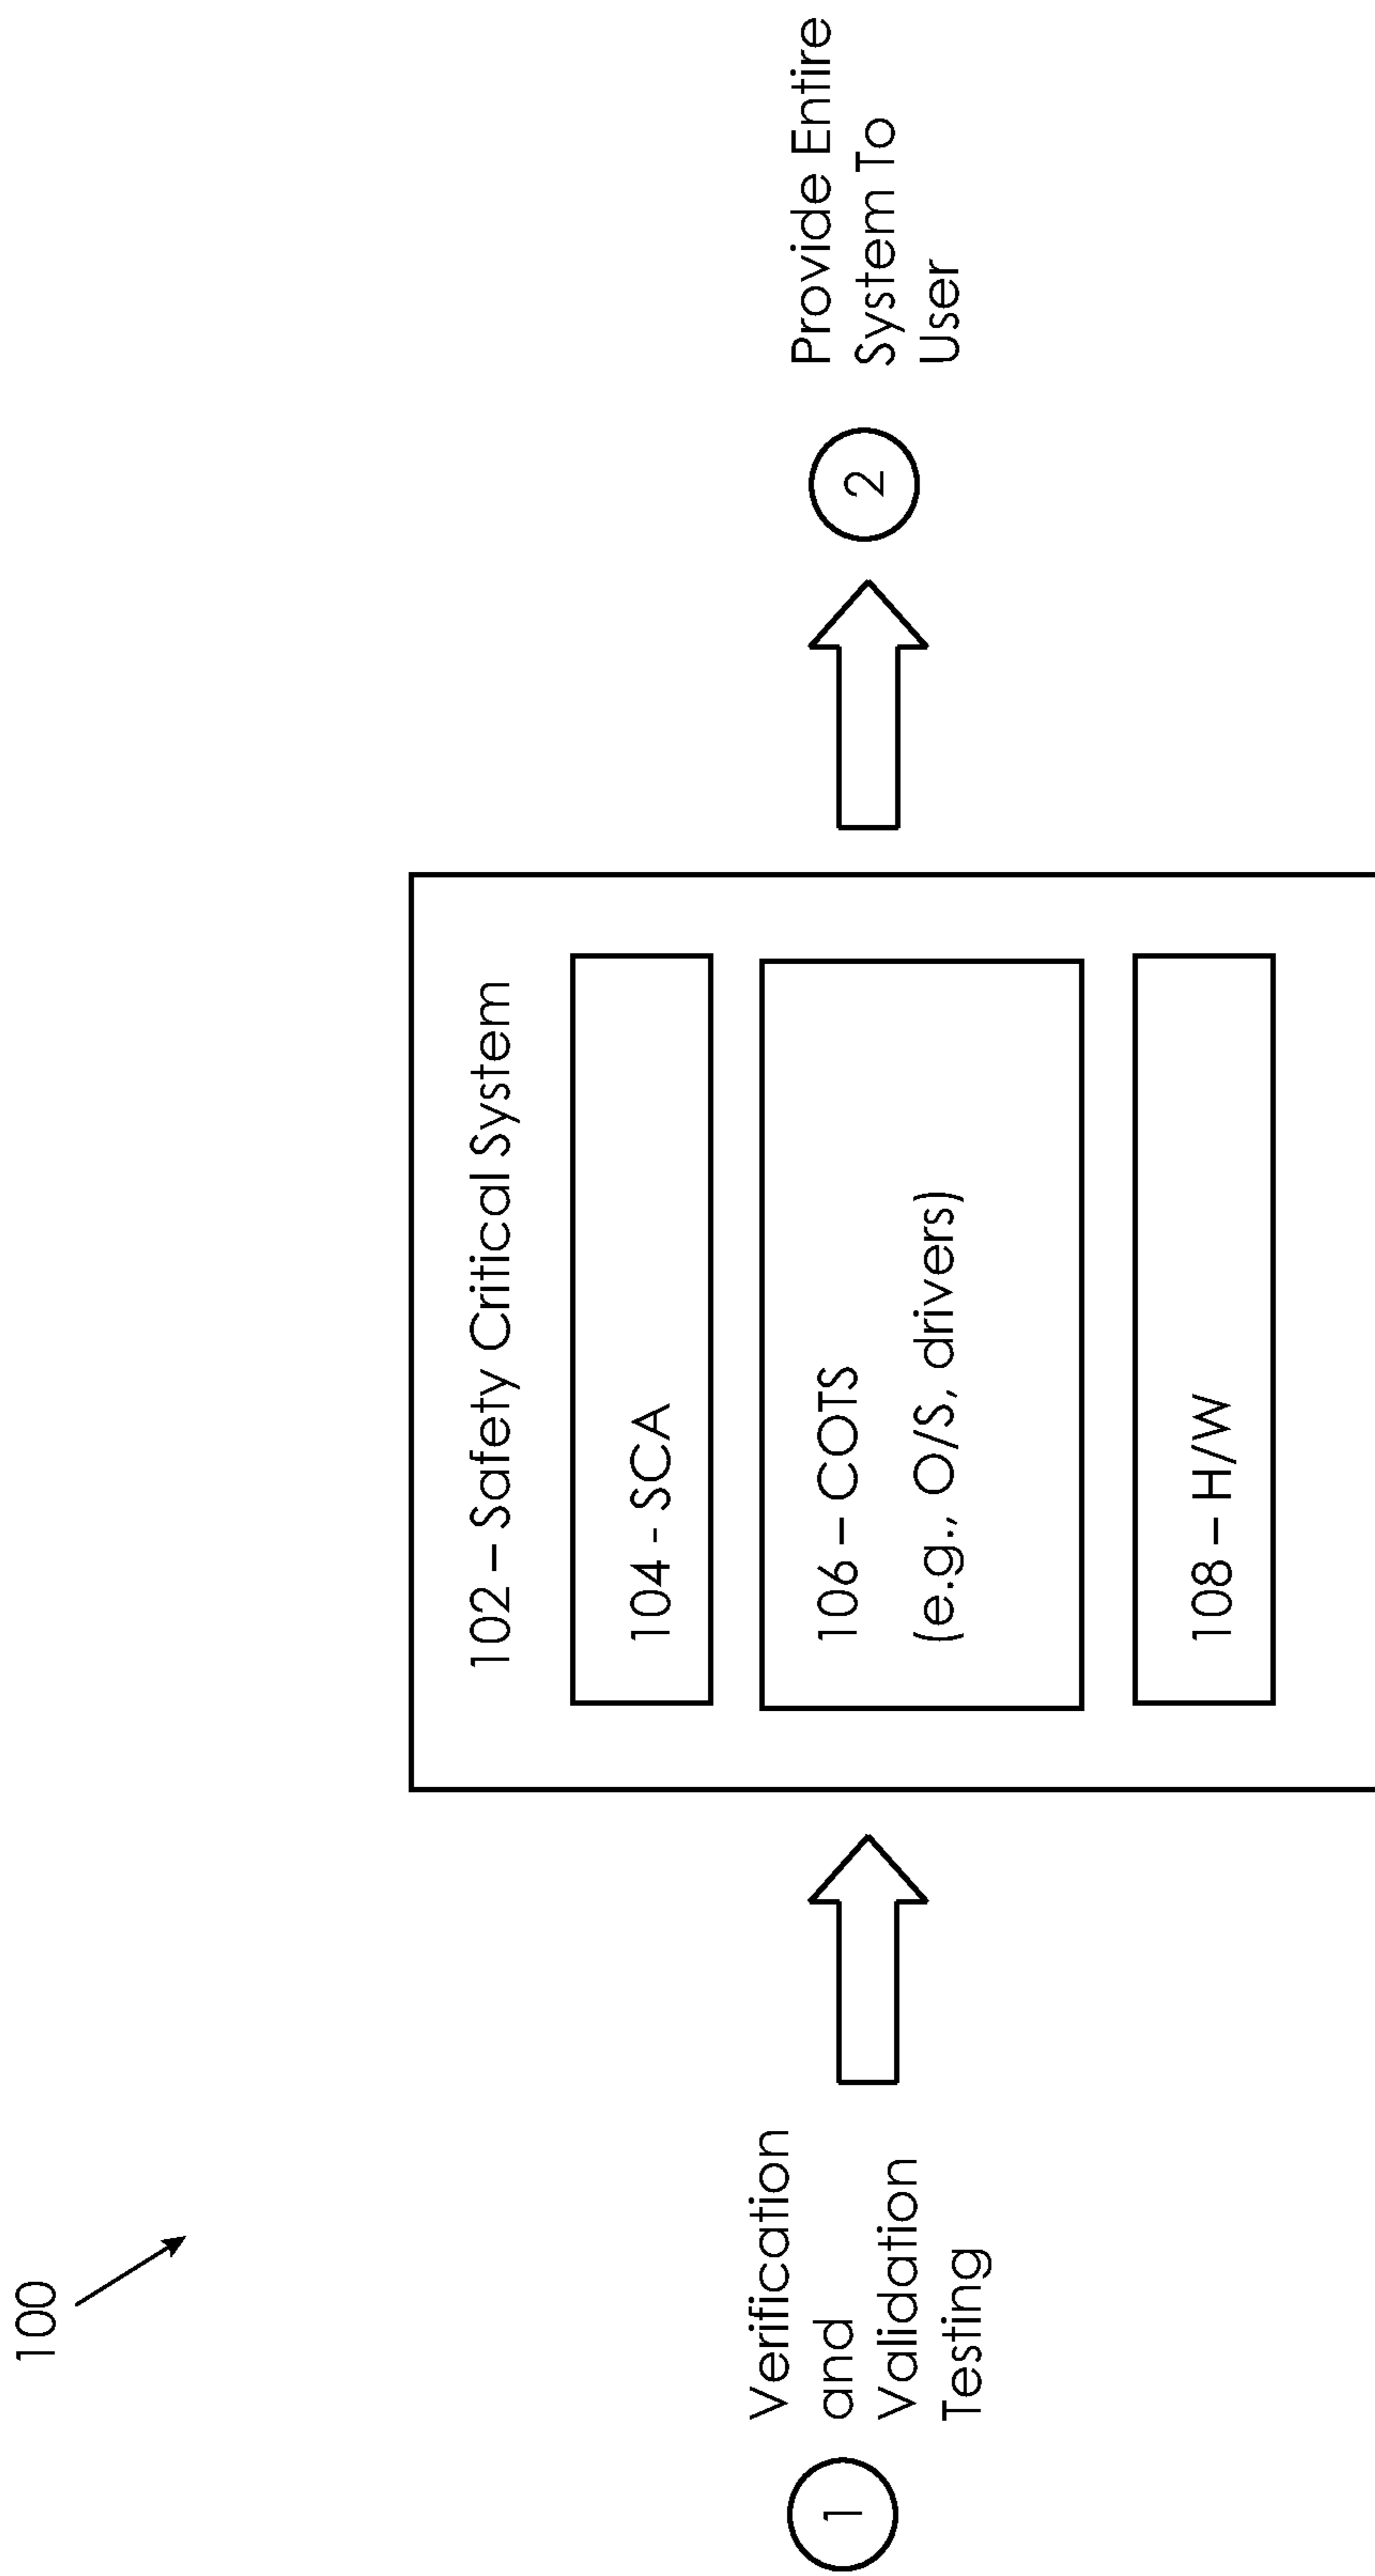 100
1
Verification
and
Validation
Testing
102 – Safety Critical System
104 - SCA
106 – COTS
(e.g., O/S, drivers)
108 – H/W
2
Provide Entire
System To
User